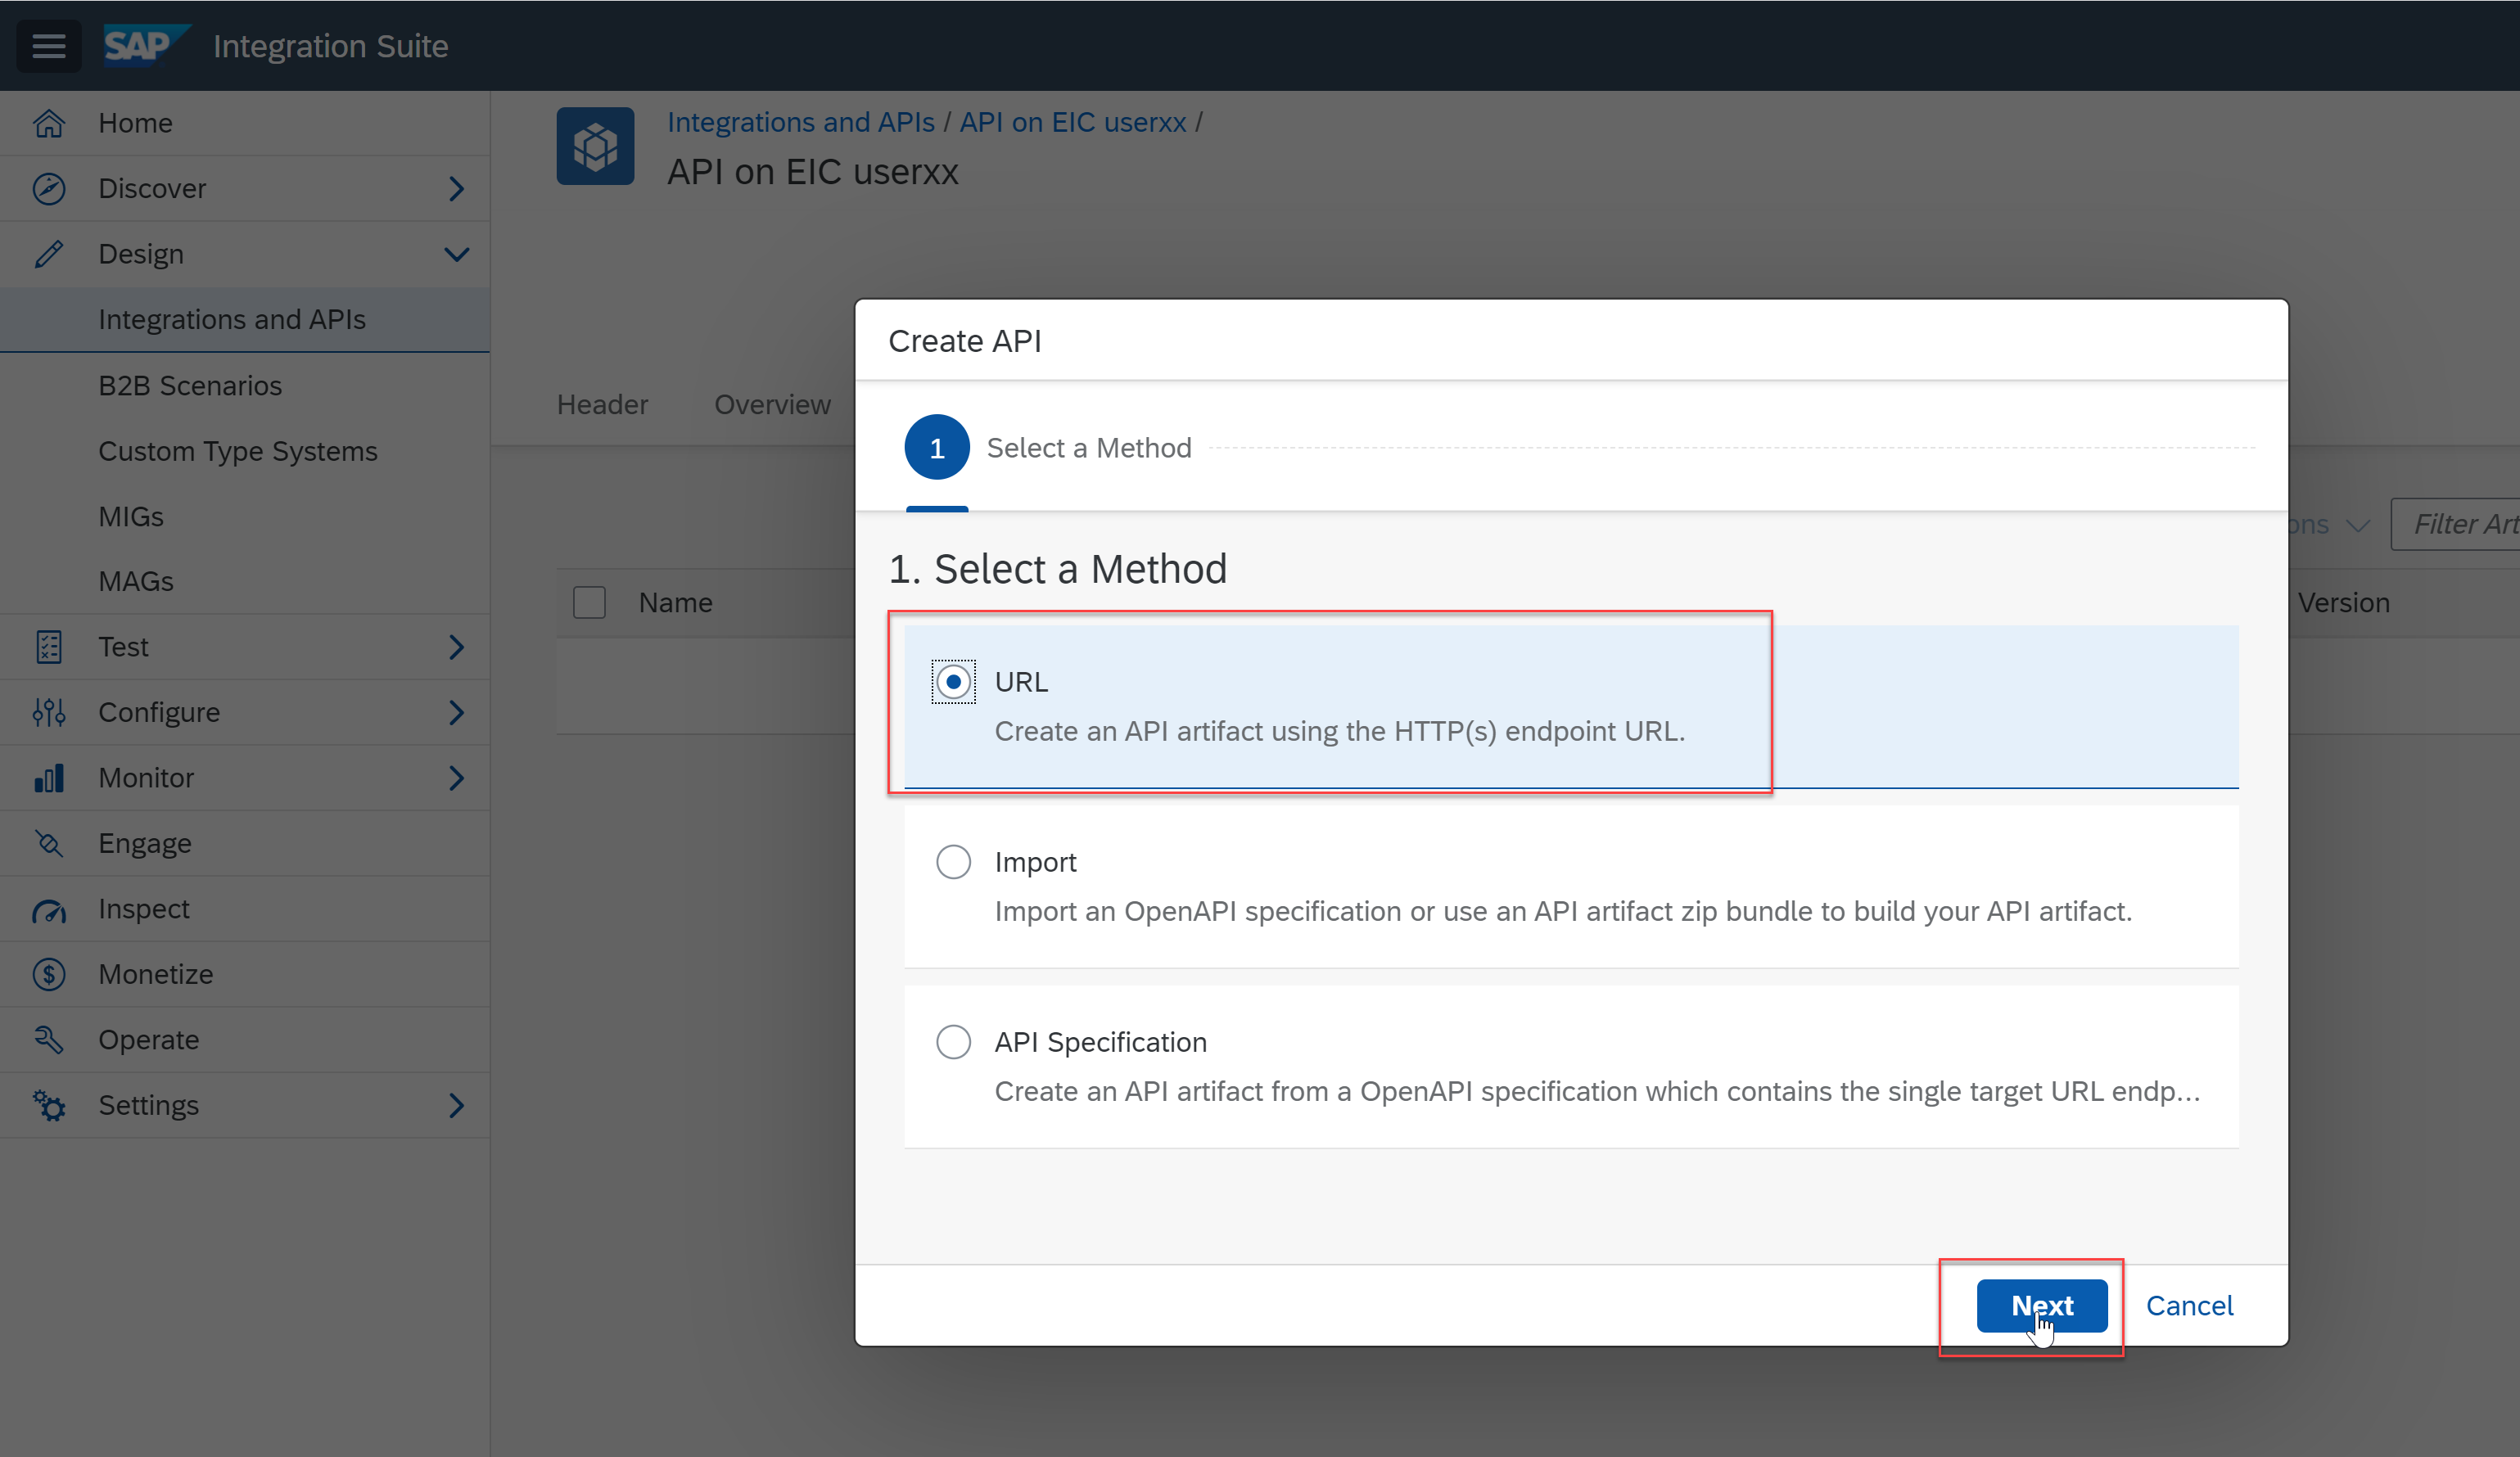 SAP Integration Suite
Home
Discover
Design
Integrations and APIs
B2B Scenarios
Custom Type Systems
MIGs
MAGs
Test
Configure
Monitor
Engage
Inspect
Monetize
Operate
Settings
Integrations and APIs / API on EIC userxx /
API on EIC userxx
Header Overview
Filter Art
Name
Version
Create API
1 Select a Method
1. Select a Method
URL
Create an API artifact using the HTTP(s) endpoint URL.
Import
Import an OpenAPI specification or use an API artifact zip bundle to build your API artifact.
API Specification
Create an API artifact from a OpenAPI specification which contains the single target URL endp...
Next Cancel